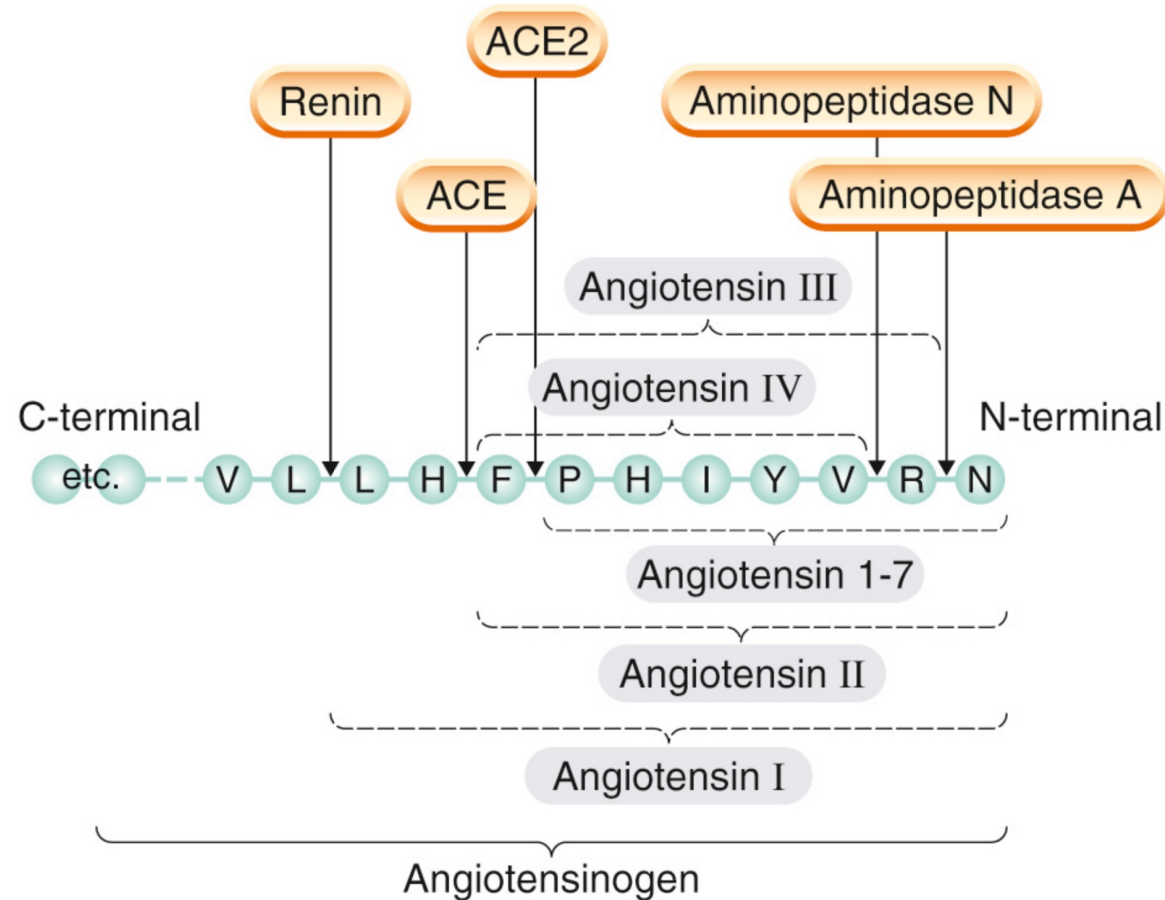 ACE2
Renin
Aminopeptidase N
ACE
Aminopeptidase A
Angiotensin III
Angiotensin IV
C-terminal
N-terminal
etc. V L L H F P H I Y V R N
Angiotensin 1-7
Angiotensin II
Angiotensin I
Angiotensinogen